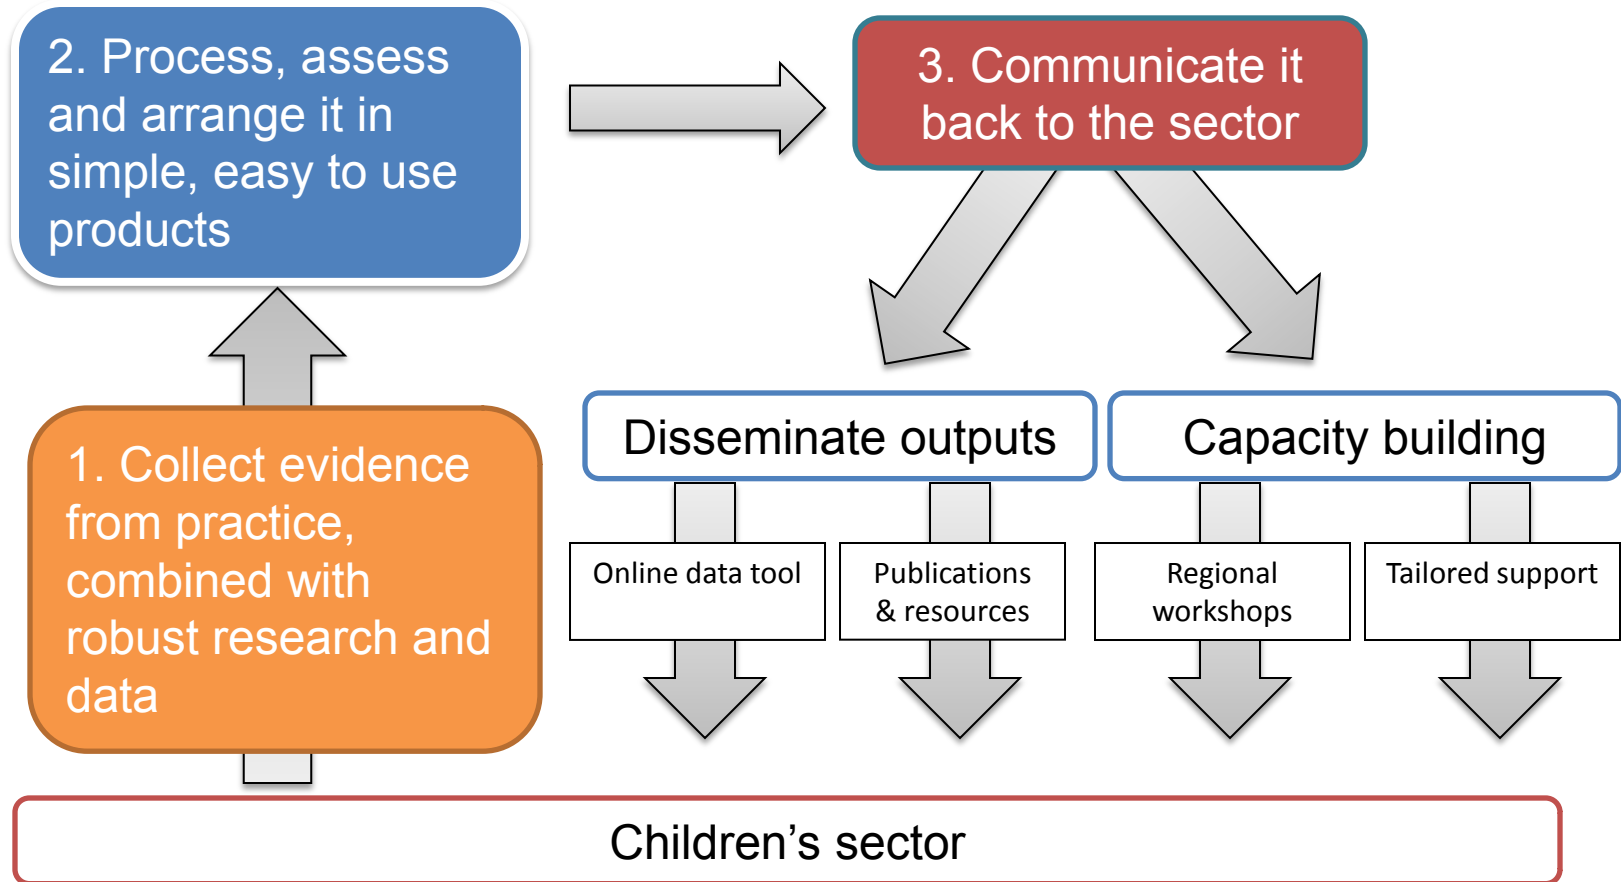 2. Process, assess
and arrange it in
simple, easy to use
products
3. Communicate it
back to the sector
1. Collect evidence
from practice,
combined with
robust research and
data
Disseminate outputs
Capacity building
Online data tool
Publications
& resources
Regional
workshops
Tailored support
Children’s sector